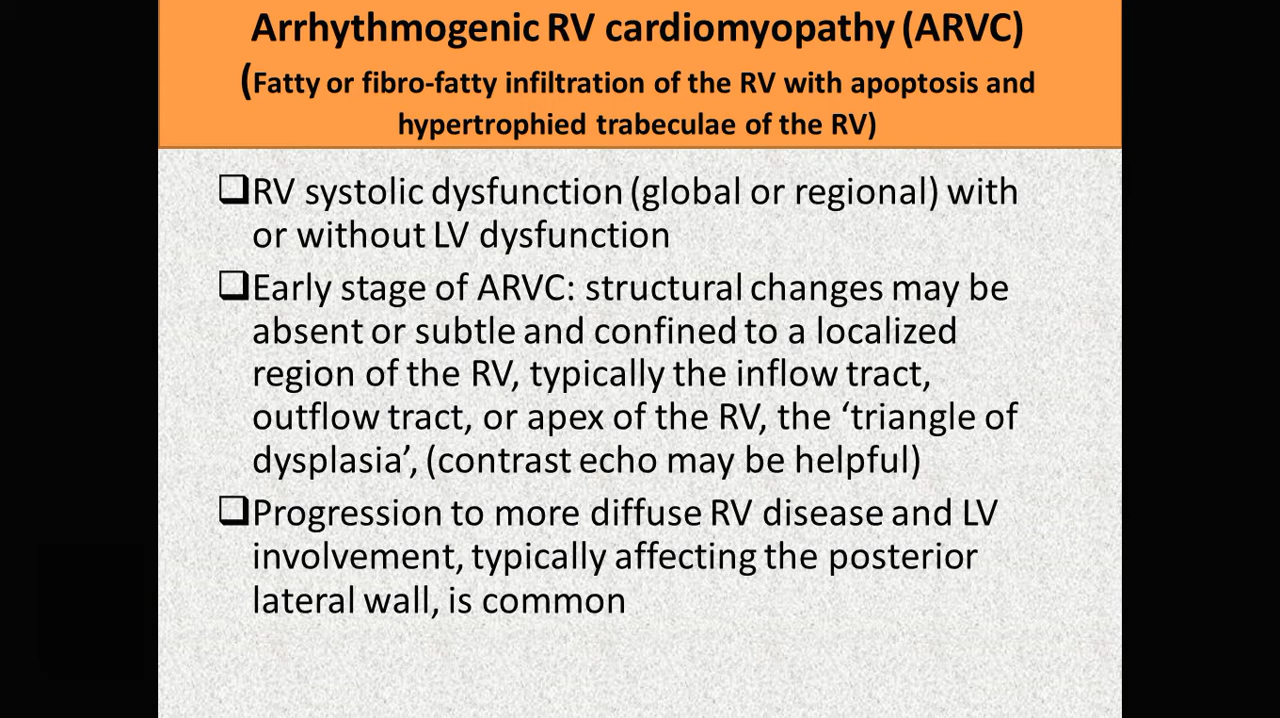 Arrhythmogenic RV cardiomyopathy (ARVC)
(Fatty or fibro-fatty infiltration of the RV with apoptosis and
hypertrophied trabeculae of the RV)
❑RV systolic dysfunction (global or regional) with
or without LV dysfunction
❑Early stage of ARVC: structural changes may be
absent or subtle and confined to a localized
region of the RV, typically the inflow tract,
outflow tract, or apex of the RV, the ‘triangle of
dysplasia’, (contrast echo may be helpful)
❑Progression to more diffuse RV disease and LV
involvement, typically affecting the posterior
lateral wall, is common